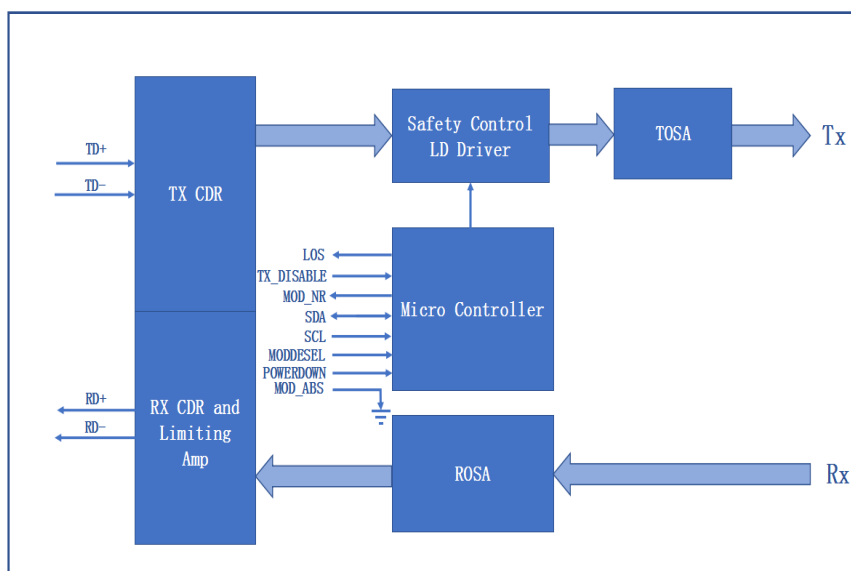 TD+
TD-
TX CDR
Safety Control
LD Driver
TOSA
Tx
LOS
TX_DISABLE
MOD_NR
SDA
SCL
MODDESEL
POWERDOWN
MOD_ABS
Micro Controller
RD+
RD-
RX CDR and
Limiting
Amp
ROSA
Rx